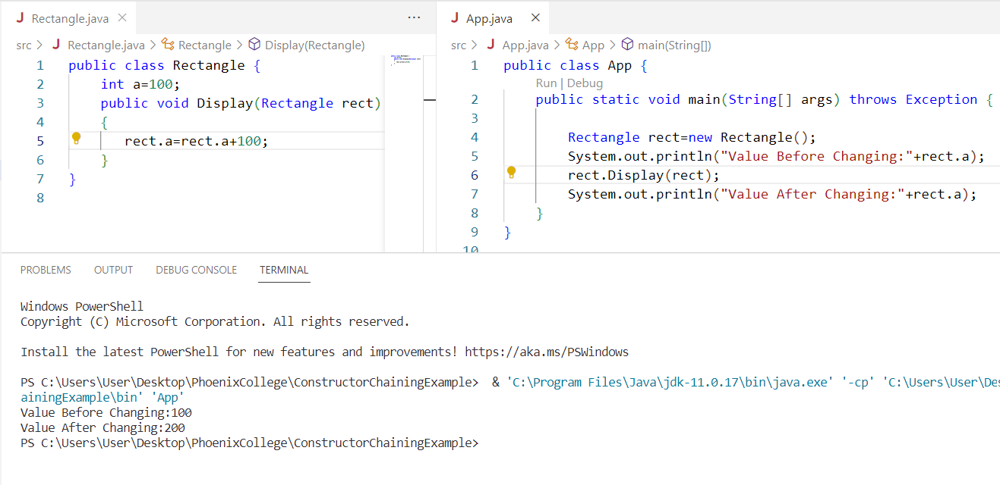 J Rectangle.java ×
src > J Rectangle.java > Rectangle > Display(Rectangle)
1 public class Rectangle {
2 int a=100;
3 public void Display(Rectangle rect)
4 {
5 rect.a=rect.a+100;
6 }
7 }
8
J App.java ×
src > J App.java > App > main(String[])
1 public class App {
Run | Debug
2 public static void main(String[] args) throws Exception {
3
4 Rectangle rect=new Rectangle();
5 System.out.println("Value Before Changing:"+rect.a);
6 rect.Display(rect);
7 System.out.println("Value After Changing:"+rect.a);
8 }
9 }
10
PROBLEMS OUTPUT DEBUG CONSOLE TERMINAL
Windows PowerShell
Copyright (C) Microsoft Corporation. All rights reserved.
Install the latest PowerShell for new features and improvements! https://aka.ms/PSWindows
PS C:\Users\User\Desktop\PhoenixCollege\ConstructorChainingExample> & 'C:\Program Files\Java\jdk-11.0.17\bin\java.exe' '-cp' 'C:\Users\User\Des
ainingExample\bin' 'App'
Value Before Changing:100
Value After Changing:200
PS C:\Users\User\Desktop\PhoenixCollege\ConstructorChainingExample>